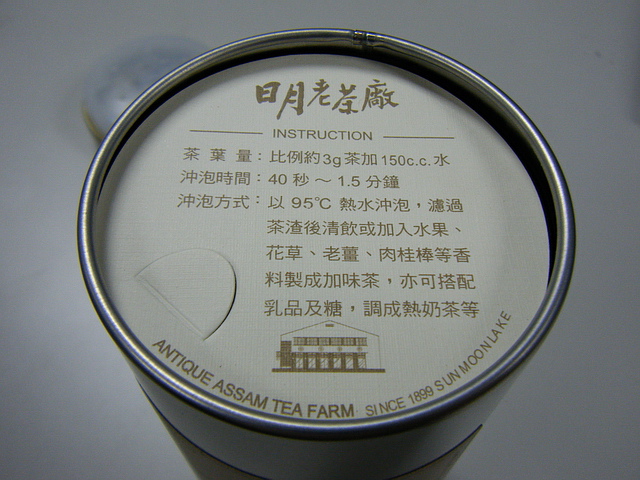 日月老茶廠
INSTRUCTION
茶葉量：比例約3g茶加150c.c.水
沖泡時間：40秒～1.5分鐘
沖泡方式：以95℃熱水沖泡，濾過
茶渣後清飲或加入水果、
花草、老薑、肉桂棒等香
料製成加味茶，亦可搭配
乳品及糖，調成熱奶茶等
ANTIQUE ASSAM TEA FARM SINCE 1899 SUN MOON LAKE